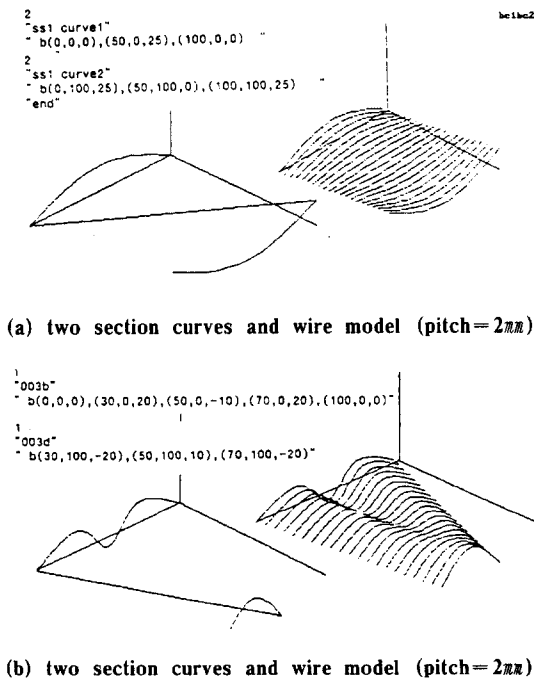 2
"ss1 curve1"
" b(0,0,0),(50,0,25),(100,0,0) "
2
"ss1 curve2"
" b(0,100,25),(50,100,0),(100,100,25) "
"end"
bc1bc2
(a) two section curves and wire model (pitch=2mm)
1
"003b"
" b(0,0,0),(30,0,20),(50,0,-10),(70,0,20),(100,0,0)"
1
"003d"
" b(30,100,-20),(50,100,10),(70,100,-20)"
(b) two section curves and wire model (pitch=2mm)